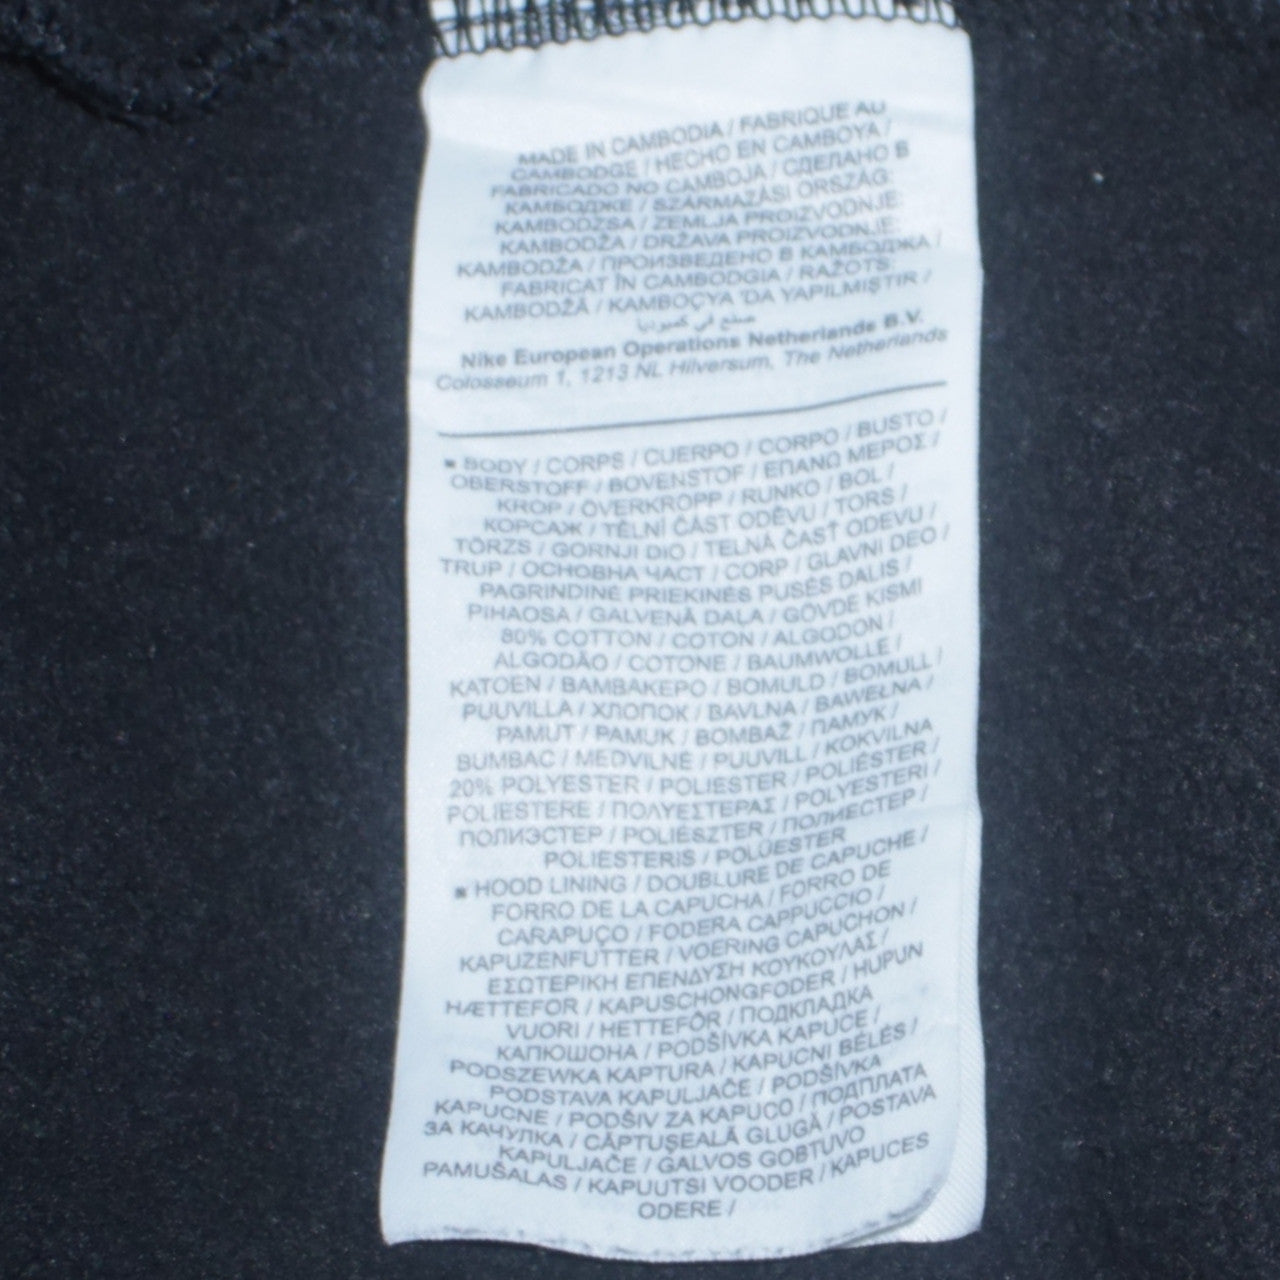 MADE IN CAMBODIA / FABRIQUE AU
CAMBODGE / HECHO EN CAMBOYA /
FABRICADO NO CAMBOJA / СДЕЛАНО В
КАМБОДЖЕ / SZÁRMAZÁSI ORSZÁG:
KAMBODZSA / ZEMLJA PROIZVODNJE:
KAMBODŽA / DRŽAVA PROIZVODNJE:
KAMBODŽA / ПРОИЗВЕДЕНО В КАМБОДЖА /
FABRICAT ÎN CAMBODGIA / RAŽOTS:
KAMBODŽĀ / KAMBOÇYA 'DA YAPILMIŞTIR /
صنع في كمبوديا
Nike European Operations Netherlands B.V.
Colosseum 1, 1213 NL Hilversum, The Netherlands
▪ BODY / CORPS / CUERPO / CORPO / BUSTO /
OBERSTOFF / BOVENSTOF / ΕΠΑΝΩ ΜΕΡΟΣ /
KROP / ÖVERKROPP / RUNKO / BOL /
КОРСАЖ / TĚLNÍ ČÁST ODĚVU / TORS /
TÖRZS / GORNJI DIO / TELNÁ ČASŤ ODEVU /
TRUP / ОСНОВНА ЧАСТ / CORP / GLAVNI DEO /
PAGRINDINĖ PRIEKINĖS PUSĖS DALIS /
PIHAOSA / GALVENĀ DAĻA / GÖVDE KISMI
80% COTTON / COTON / ALGODON /
ALGODÃO / COTONE / BAUMWOLLE /
KATOEN / ΒΑΜΒΑΚΕΡΟ / BOMULD / BOMULL /
PUUVILLA / ХЛОПОК / BAVLNA / BAWEŁNA /
PAMUT / PAMUK / BOMBAŽ / ПАМУК /
BUMBAC / MEDVILNĖ / PUUVILL / KOKVILNA
20% POLYESTER / POLIESTER / POLIÉSTER /
POLIESTERE / ΠΟΛΥΕΣΤΕΡΑΣ / POLYESTERI /
ПОЛИЭСТЕР / POLIÉSZTER / ПОЛИЕСТЕР /
POLIESTERIS / POLÜESTER
▪ HOOD LINING / DOUBLURE DE CAPUCHE /
FORRO DE LA CAPUCHA / FORRO DE
CARAPUÇO / FODERA CAPPUCCIO /
KAPUZENFUTTER / VOERING CAPUCHON /
ΕΣΩΤΕΡΙΚΗ ΕΠΕΝΔΥΣΗ ΚΟΥΚΟΥΛΑΣ /
HÆTTEFOR / KAPUSCHONGFODER / HUPUN
VUORI / HETTEFÔR / ПОДКЛАДКА
КАПЮШОНА / PODŠÍVKA KAPUCE /
PODSZEWKA KAPTURA / KAPUCNI BÉLÉS /
PODSTAVA KAPULJAČE / PODŠÍVKA
KAPUCNE / PODŠIV ZA KAPUCO / ПОДПЛАТА
ЗА КАЧУЛКА / CĂPTUŞEALĂ GLUGĂ / POSTAVA
KAPULJAČE / GALVOS GOBTUVO
PAMUŠALAS / KAPUUTSI VOODER / KAPUCES
ODERE /